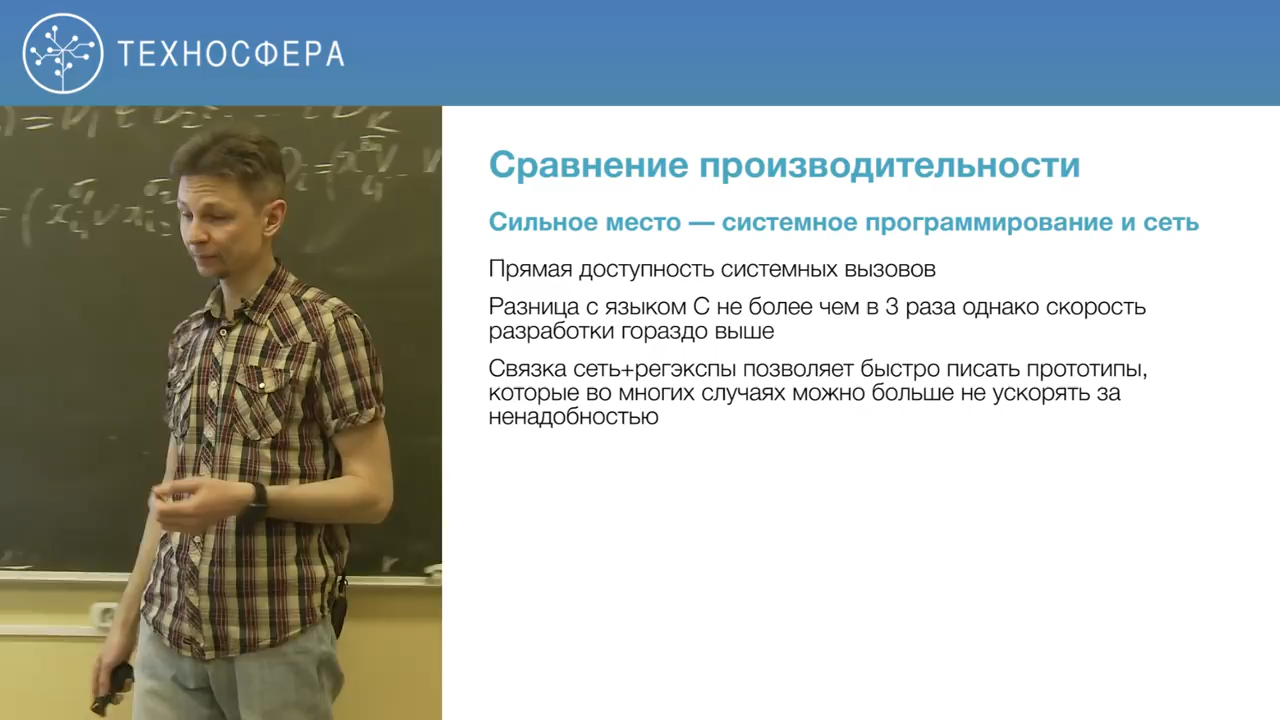 ТЕХНОСФЕРА
Сравнение производительности
Сильное место — системное программирование и сеть
Прямая доступность системных вызовов
Разница с языком C не более чем в 3 раза однако скорость
разработки гораздо выше
Связка сеть+регэкспы позволяет быстро писать прототипы,
которые во многих случаях можно больше не ускорять за
ненадобностью